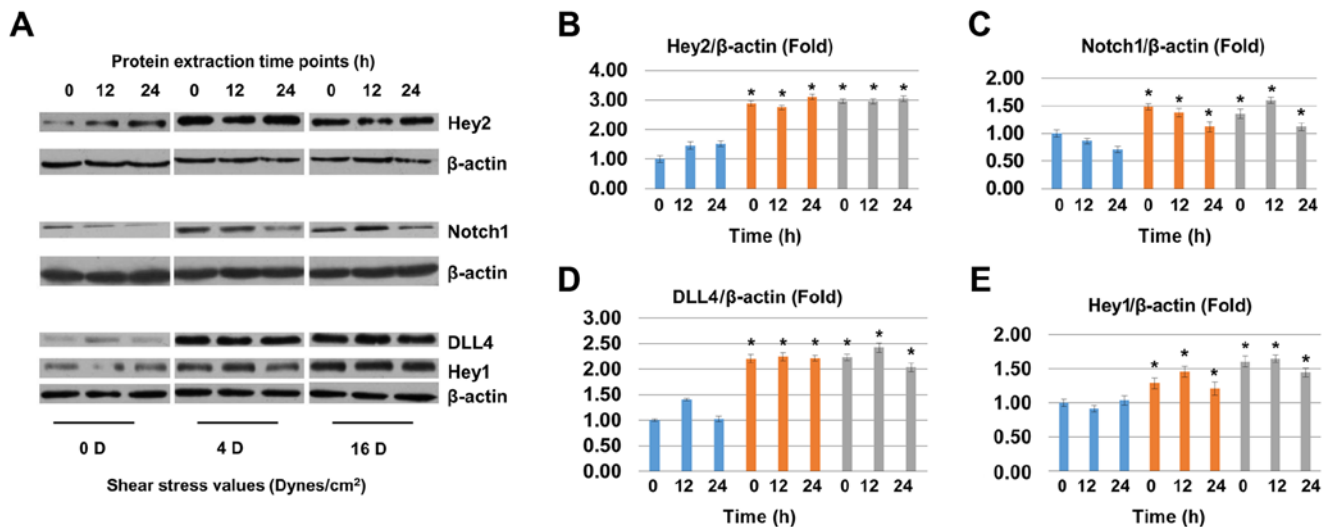 A
Protein extraction time points (h)
0 12 24 0 12 24 0 12 24
Hey2
β-actin
Notch1
β-actin
DLL4
Hey1
β-actin
0 D 4 D 16 D
Shear stress values (Dynes/cm²)
B
Hey2/β-actin (Fold)
4.00
* * * * * *
3.00
2.00
1.00
0.00
0 12 24 0 12 24 0 12 24
Time (h)
C
Notch1/β-actin (Fold)
2.00
* * * * * *
1.50
1.00
0.50
0.00
0 12 24 0 12 24 0 12 24
Time (h)
D
DLL4/β-actin (Fold)
3.00
* * * * * *
2.50
2.00
1.50
1.00
0.50
0.00
0 12 24 0 12 24 0 12 24
Time (h)
E
Hey1/β-actin (Fold)
2.00
* * * * * *
1.50
1.00
0.50
0.00
0 12 24 0 12 24 0 12 24
Time (h)